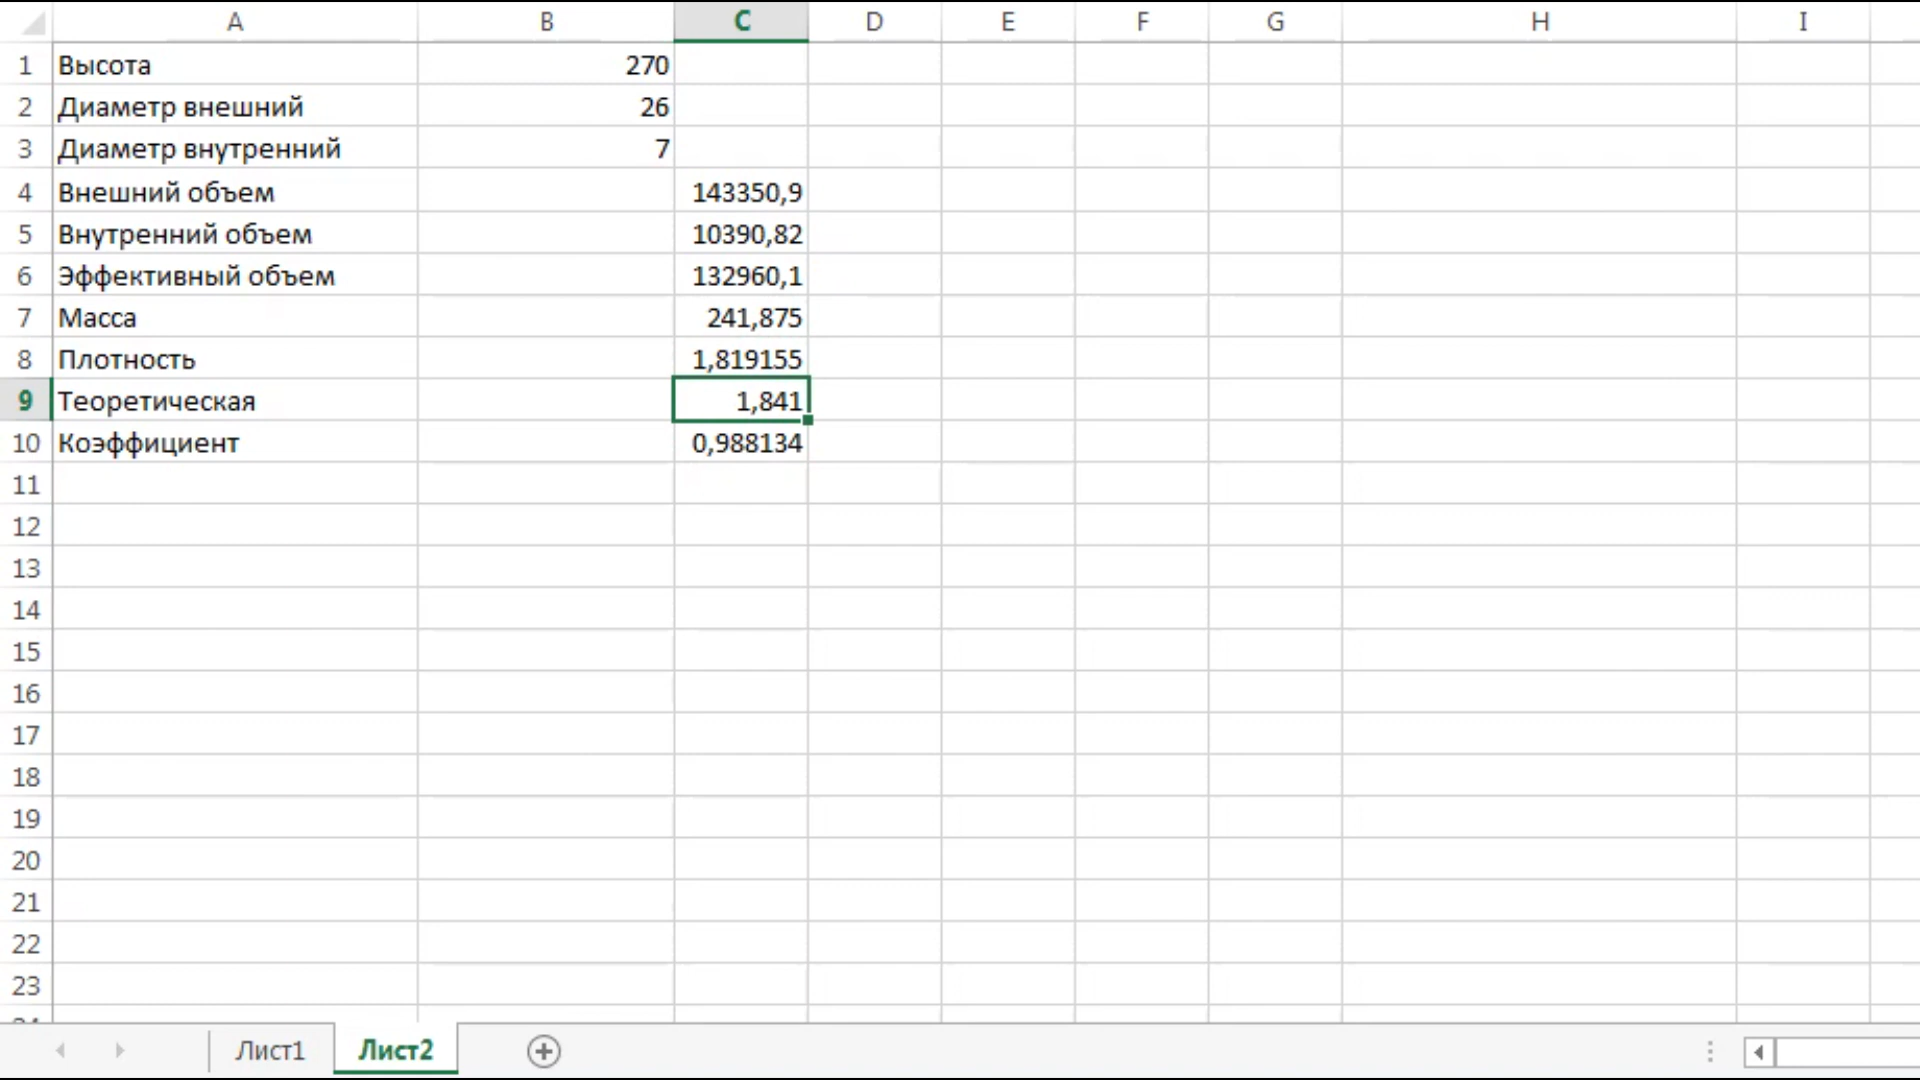 A B C D E F G H I
1 Высота 270
2 Диаметр внешний 26
3 Диаметр внутренний 7
4 Внешний объем 143350,9
5 Внутренний объем 10390,82
6 Эффективный объем 132960,1
7 Масса 241,875
8 Плотность 1,819155
9 Теоретическая 1,841
10 Коэффициент 0,988134
11
12
13
14
15
16
17
18
19
20
21
22
23
Лист1 Лист2